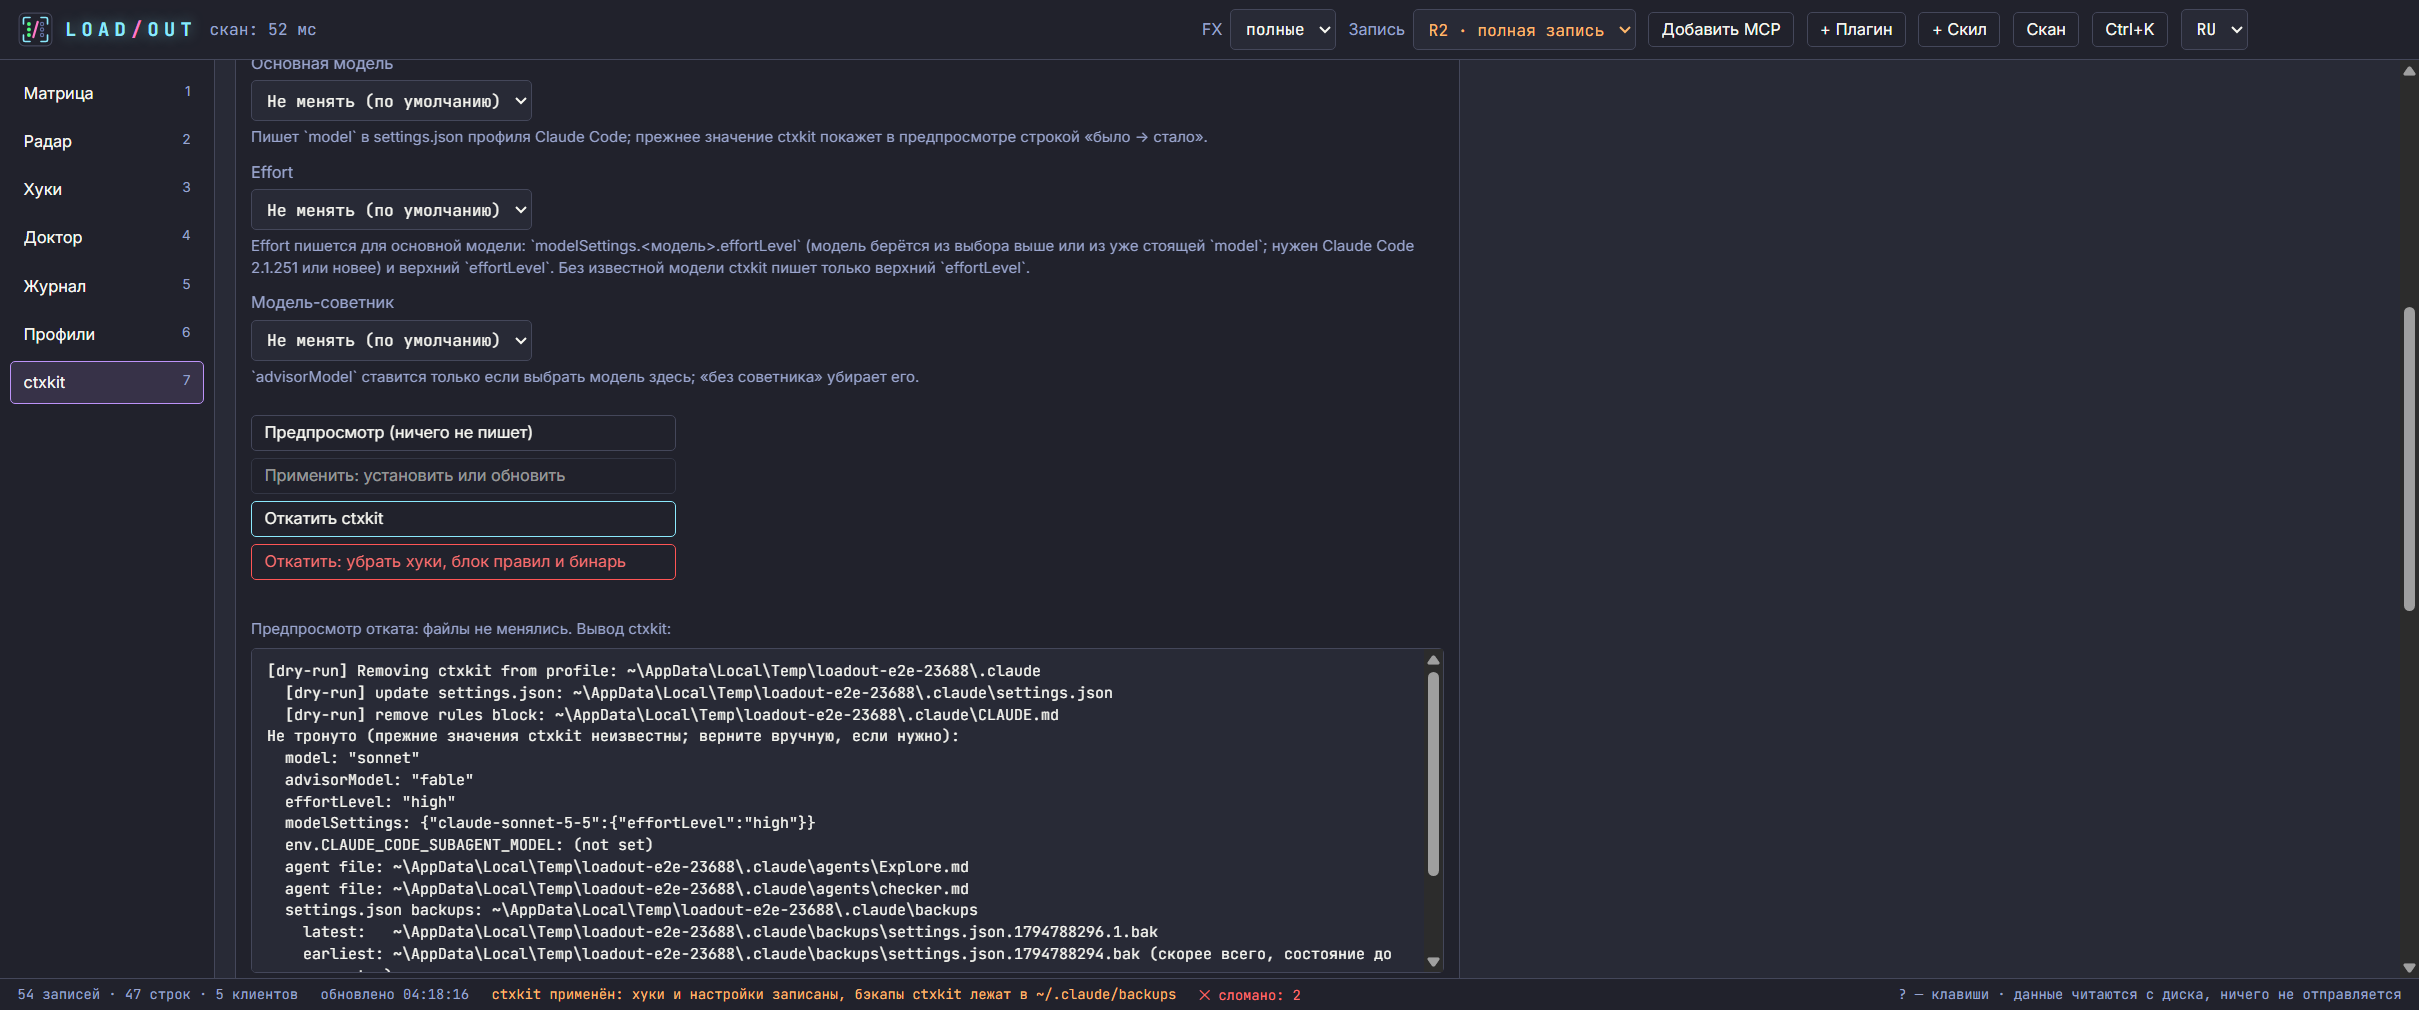 LOAD/OUT
скан: 52 мс
FX
полные
Запись
R2 · полная запись
Добавить MCP
+ Плагин
+ Скил
Скан
Ctrl+K
RU
Матрица 1
Радар 2
Хуки 3
Доктор 4
Журнал 5
Профили 6
ctxkit 7
Основная модель
Не менять (по умолчанию)
Пишет `model` в settings.json профиля Claude Code; прежнее значение ctxkit покажет в предпросмотре строкой «было → стало».
Effort
Не менять (по умолчанию)
Effort пишется для основной модели: `modelSettings.<модель>.effortLevel` (модель берётся из выбора выше или из уже стоящей `model`; нужен Claude Code
2.1.251 или новее) и верхний `effortLevel`. Без известной модели ctxkit пишет только верхний `effortLevel`.
Модель-советник
Не менять (по умолчанию)
`advisorModel` ставится только если выбрать модель здесь; «без советника» убирает его.
Предпросмотр (ничего не пишет)
Применить: установить или обновить
Откатить ctxkit
Откатить: убрать хуки, блок правил и бинарь
Предпросмотр отката: файлы не менялись. Вывод ctxkit:
[dry-run] Removing ctxkit from profile: ~\AppData\Local\Temp\loadout-e2e-23688\.claude
[dry-run] update settings.json: ~\AppData\Local\Temp\loadout-e2e-23688\.claude\settings.json
[dry-run] remove rules block: ~\AppData\Local\Temp\loadout-e2e-23688\.claude\CLAUDE.md
Не тронуто (прежние значения ctxkit неизвестны; верните вручную, если нужно):
model: "sonnet"
advisorModel: "fable"
effortLevel: "high"
modelSettings: {"claude-sonnet-5-5":{"effortLevel":"high"}}
env.CLAUDE_CODE_SUBAGENT_MODEL: (not set)
agent file: ~\AppData\Local\Temp\loadout-e2e-23688\.claude\agents\Explore.md
agent file: ~\AppData\Local\Temp\loadout-e2e-23688\.claude\agents\checker.md
settings.json backups: ~\AppData\Local\Temp\loadout-e2e-23688\.claude\backups
latest: ~\AppData\Local\Temp\loadout-e2e-23688\.claude\backups\settings.json.1794788296.1.bak
earliest: ~\AppData\Local\Temp\loadout-e2e-23688\.claude\backups\settings.json.1794788294.bak (скорее всего, состояние до
54 записей · 47 строк · 5 клиентов
обновлено 04:18:16
ctxkit применён: хуки и настройки записаны, бэкапы ctxkit лежат в ~/.claude/backups
× сломано: 2
? — клавиши · данные читаются с диска, ничего не отправляется